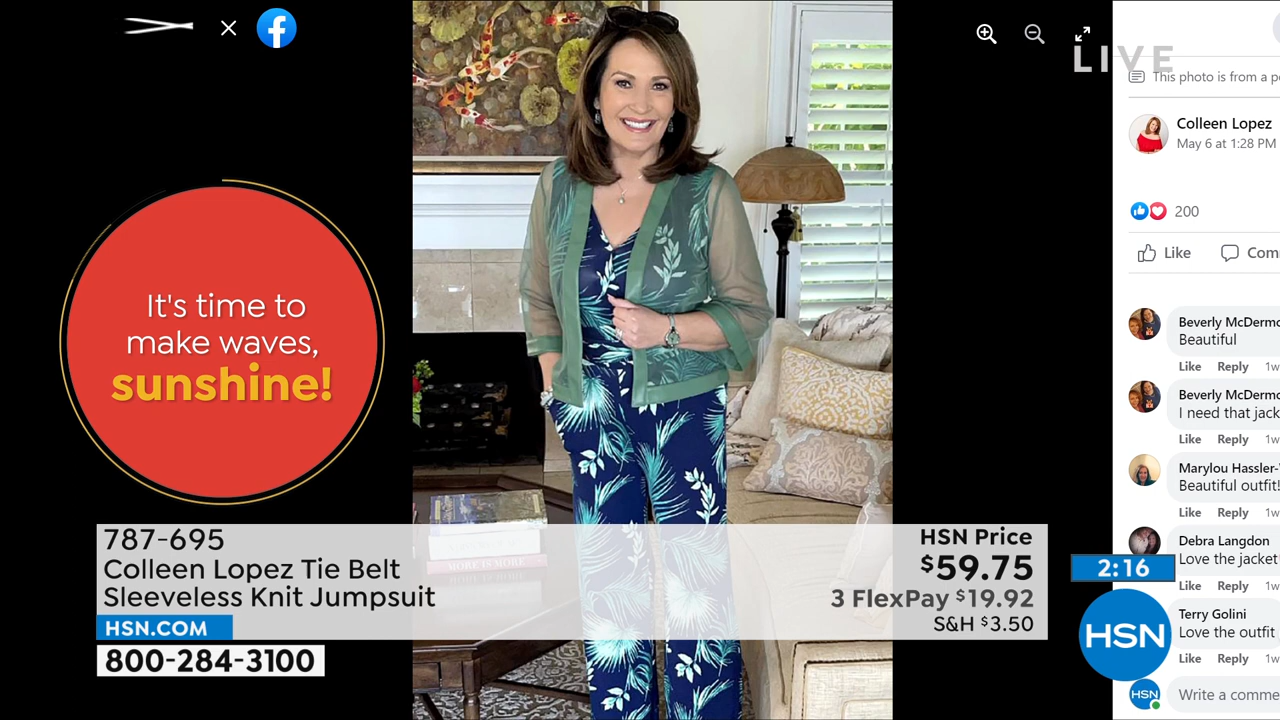 LIVE
This photo is from a p
Colleen Lopez
May 6 at 1:28 PM
200
Like
Com
Beverly McDermo
Beautiful
Like Reply 1w
Beverly McDermo
I need that jack
Like Reply 1w
Marylou Hassler-
Beautiful outfit!
Like Reply 1w
Debra Langdon
Love the jacket
Like Reply 1w
Terry Golini
Love the outfit
Like Reply 1w
Write a comme
It's time to
make waves,
sunshine!
MORE IS MORE
787-695
Colleen Lopez Tie Belt
Sleeveless Knit Jumpsuit
HSN.COM
800-284-3100
HSN Price
$59.75
3 FlexPay $19.92
S&H $3.50
2:16
HSN
HSN